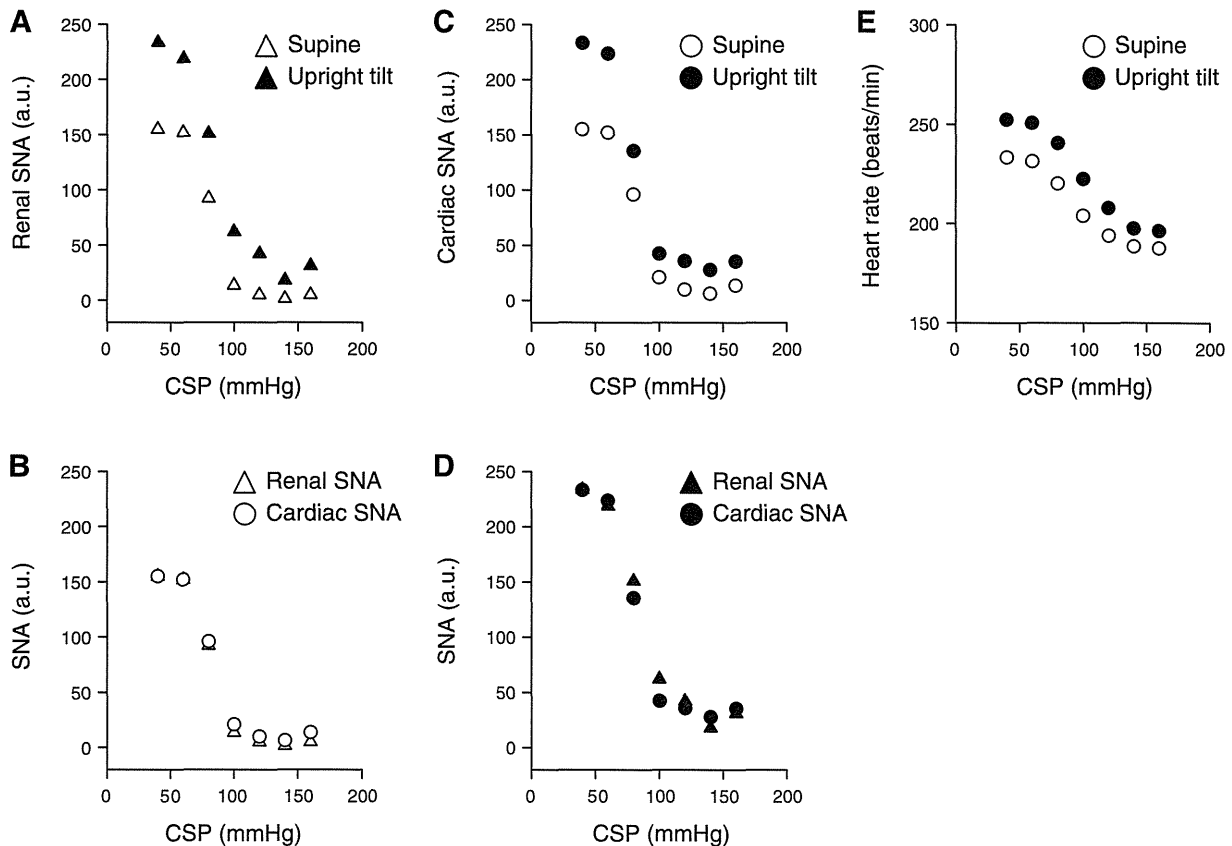 A
Renal SNA (a.u.)
250
200
150
100
50
0
Supine
Upright tilt
0 50 100 150 200
CSP (mmHg)
C
Cardiac SNA (a.u.)
250
200
150
100
50
0
Supine
Upright tilt
0 50 100 150 200
CSP (mmHg)
E
Heart rate (beats/min)
300
250
200
150
Supine
Upright tilt
0 50 100 150 200
CSP (mmHg)
B
SNA (a.u.)
250
200
150
100
50
0
Renal SNA
Cardiac SNA
0 50 100 150 200
CSP (mmHg)
D
SNA (a.u.)
250
200
150
100
50
0
Renal SNA
Cardiac SNA
0 50 100 150 200
CSP (mmHg)